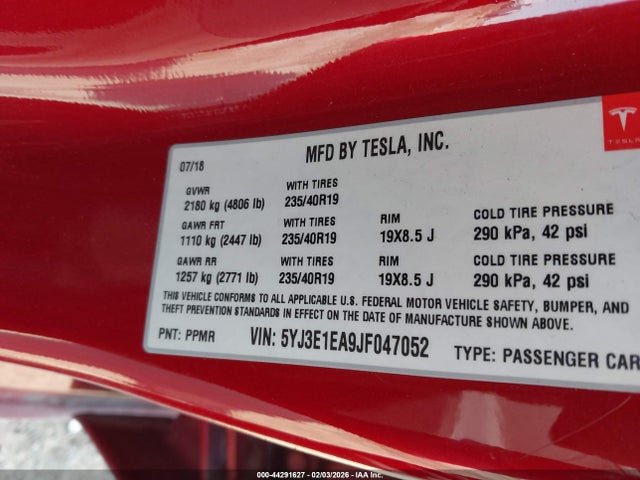 MFD BY TESLA, INC.
TESLA
07/18
GVWR WITH TIRES
2180 kg (4806 lb) 235/40R19
GAWR FRT WITH TIRES RIM COLD TIRE PRESSURE
1110 kg (2447 lb) 235/40R19 19X8.5 J 290 kPa, 42 psi
GAWR RR WITH TIRES RIM COLD TIRE PRESSURE
1257 kg (2771 lb) 235/40R19 19X8.5 J 290 kPa, 42 psi
THIS VEHICLE CONFORMS TO ALL APPLICABLE U.S. FEDERAL MOTOR VEHICLE SAFETY, BUMPER, AND
THEFT PREVENTION STANDARDS IN EFFECT ON THE DATE OF MANUFACTURE SHOWN ABOVE.
PNT: PPMR VIN: 5YJ3E1EA9JF047052 TYPE: PASSENGER CAR
000-44291627 - 02/03/2026 - IAAI.COM